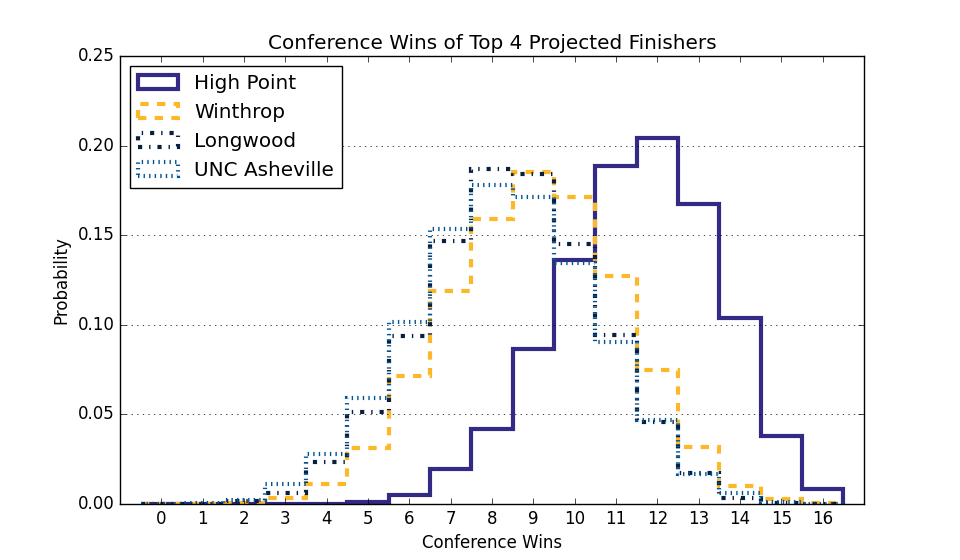 Conference Wins of Top 4 Projected Finishers
0.25
High Point
Winthrop
Longwood
UNC Asheville
0.20
0.15
0.10
0.05
0.00
Probability
0 1 2 3 4 5 6 7 8 9 10 11 12 13 14 15 16
Conference Wins